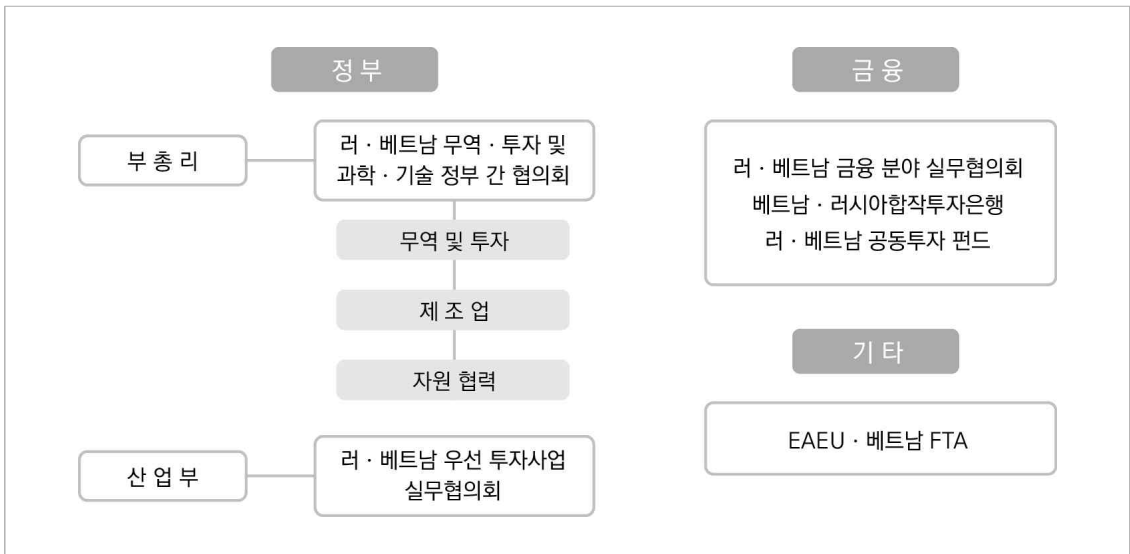 정 부
부 총 리
러 · 베트남 무역 · 투자 및
과학 · 기술 정부 간 협의회
무역 및 투자
제 조 업
자원 협력
산 업 부
러 · 베트남 우선 투자사업
실무협의회
금 융
러 · 베트남 금융 분야 실무협의회
베트남 · 러시아합작투자은행
러 · 베트남 공동투자 펀드
기 타
EAEU · 베트남 FTA